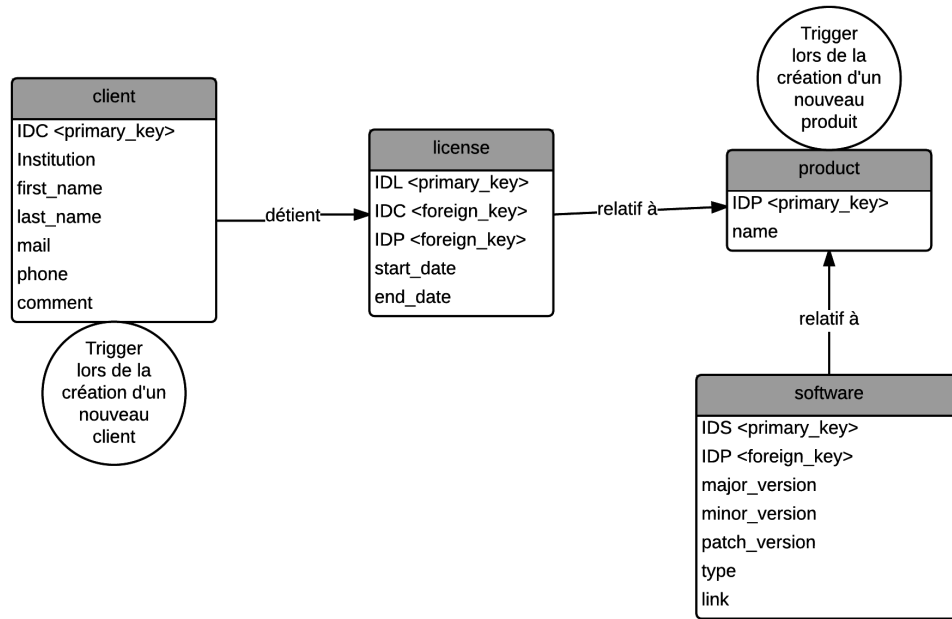 client
IDC <primary_key>
Institution
first_name
last_name
mail
phone
comment
Trigger
lors de la
création d'un
nouveau
client
détient
license
IDL <primary_key>
IDC <foreign_key>
IDP <foreign_key>
start_date
end_date
relatif à
Trigger
lors de la
création d'un
nouveau
produit
product
IDP <primary_key>
name
relatif à
software
IDS <primary_key>
IDP <foreign_key>
major_version
minor_version
patch_version
type
link